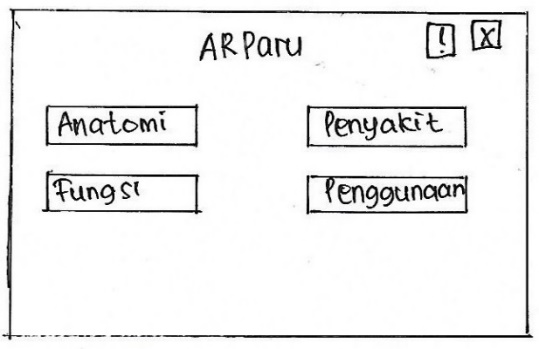 ARParu ! X
Anatomi Penyakit
Fungsi Penggunaan